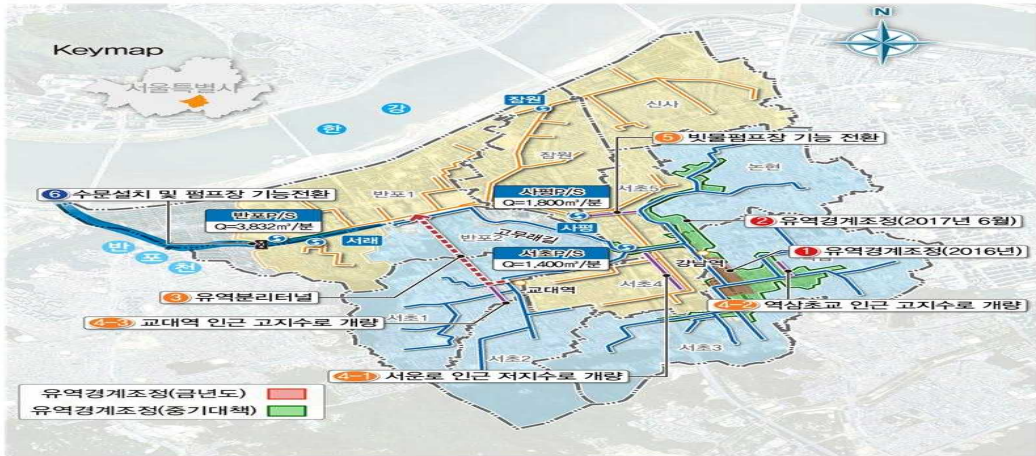 Keymap
서울특별시
N
한
강
잠원
신사
잠원
5 빗물펌프장 기능 전환
논현
반포1
서초5
6 수문설치 및 펌프장 기능전환
반포P/S
Q=3,832㎥/분
사평P/S
Q=1,800㎥/분
서래
사평
2 유역경계조정(2017년 6월)
반포천
반포2
고무래길
서초P/S
Q=1,400㎥/분
강남역
1 유역경계조정(2016년)
3 유역분리터널
교대역
서초4
4-2 역삼초교 인근 고지수로 개량
4-3 교대역 인근 고지수로 개량
서초1
서초2
서초3
4-1 서운로 인근 저지수로 개량
유역경계조정(금년도)
유역경계조정(중기대책)